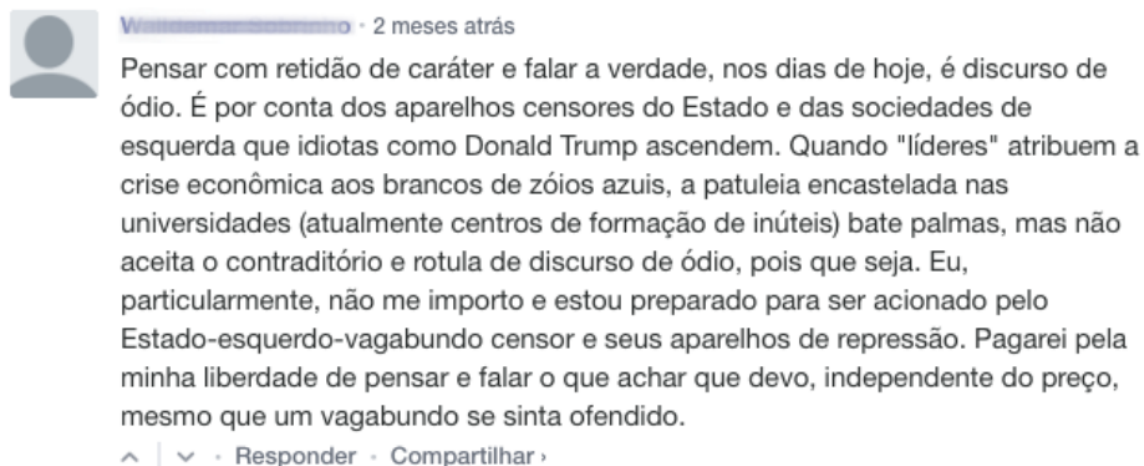 · 2 meses atrás
Pensar com retidão de caráter e falar a verdade, nos dias de hoje, é discurso de
ódio. É por conta dos aparelhos censores do Estado e das sociedades de
esquerda que idiotas como Donald Trump ascendem. Quando "líderes" atribuem a
crise econômica aos brancos de zóios azuis, a patuleia encastelada nas
universidades (atualmente centros de formação de inúteis) bate palmas, mas não
aceita o contraditório e rotula de discurso de ódio, pois que seja. Eu,
particularmente, não me importo e estou preparado para ser acionado pelo
Estado-esquerdo-vagabundo censor e seus aparelhos de repressão. Pagarei pela
minha liberdade de pensar e falar o que achar que devo, independente do preço,
mesmo que um vagabundo se sinta ofendido.
· Responder · Compartilhar ›